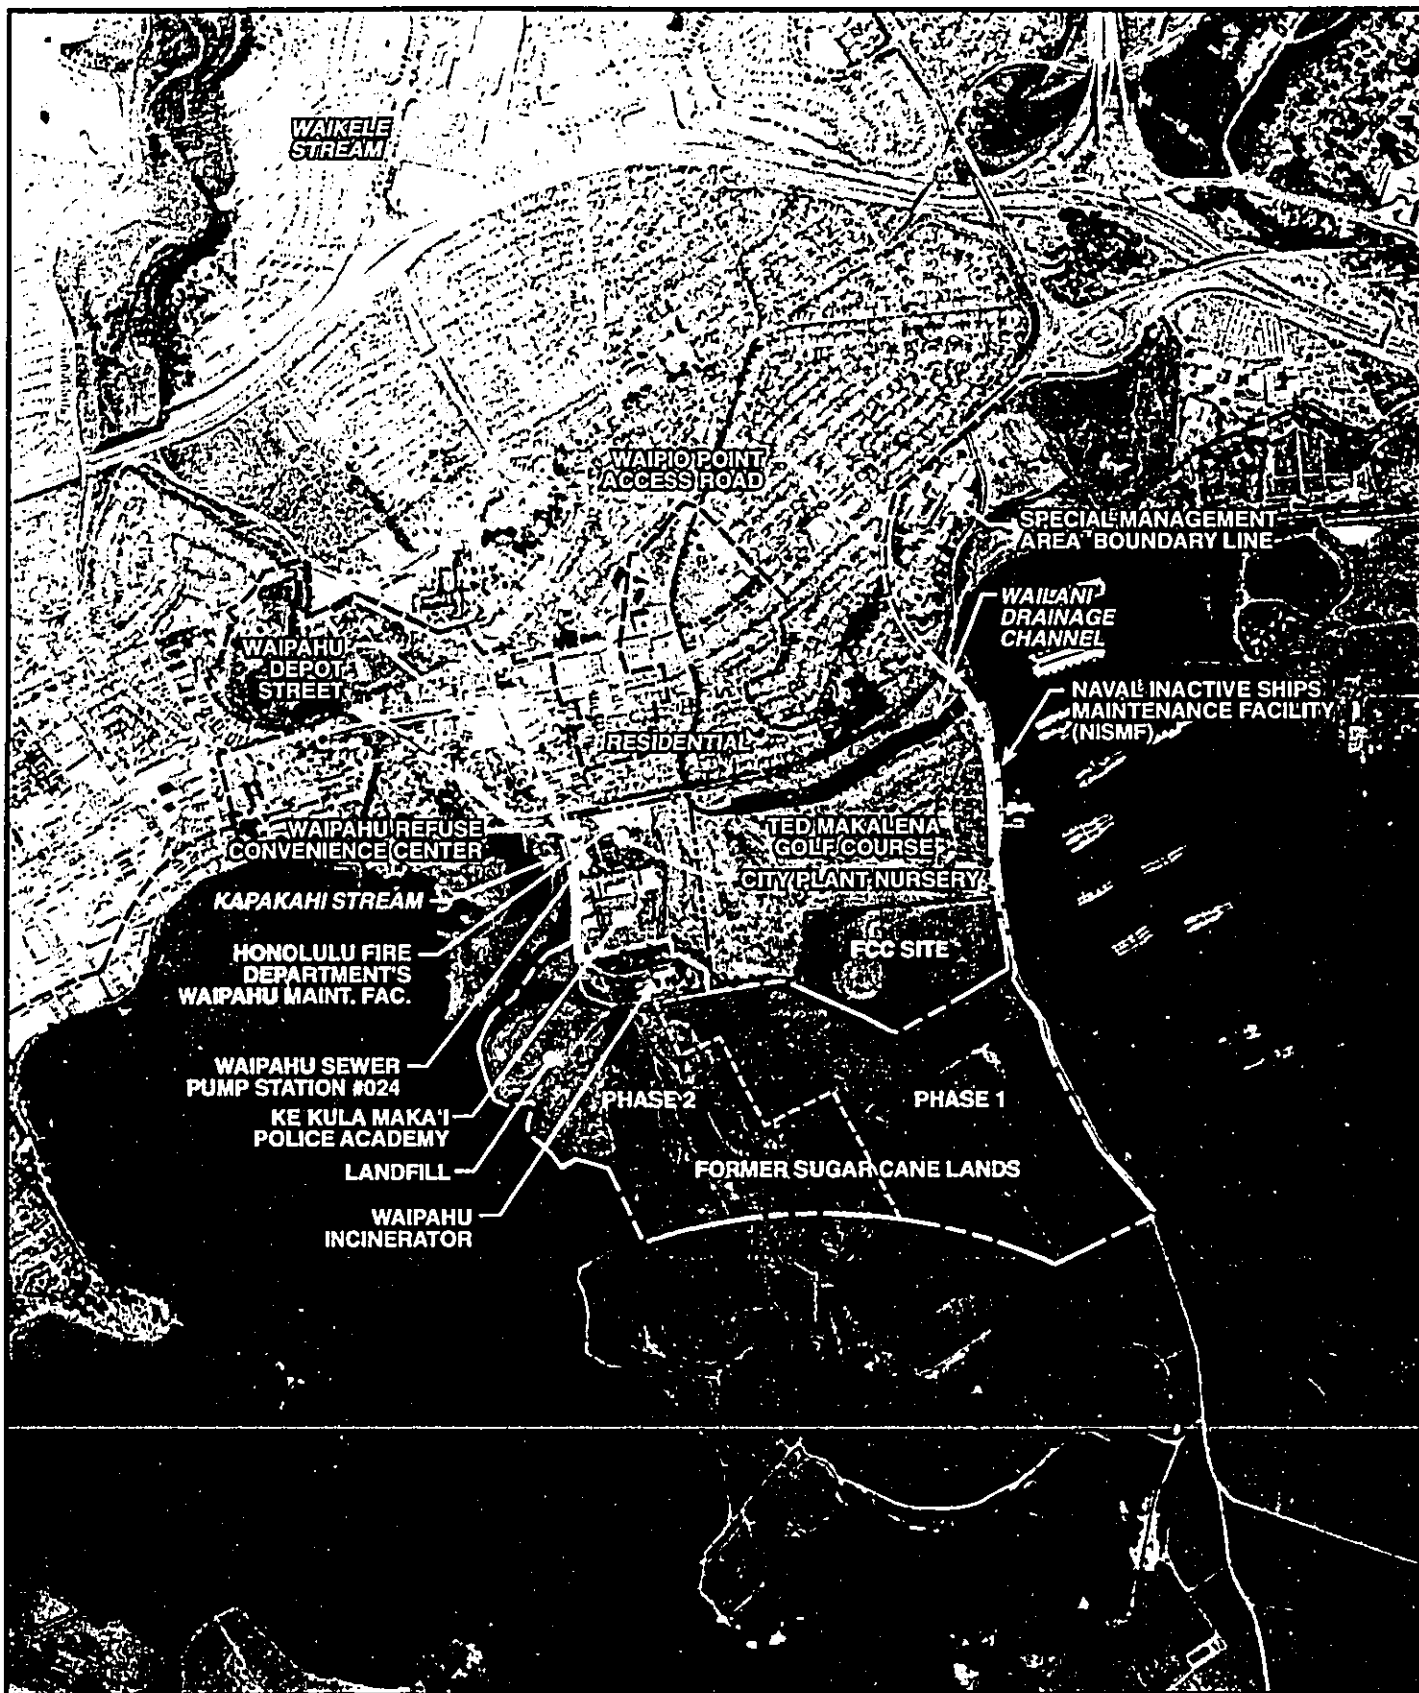 WAIKELE
STREAM
WAIPIO POINT
ACCESS ROAD
SPECIAL MANAGEMENT
AREA BOUNDARY LINE
WAILANI
DRAINAGE
CHANNEL
WAIPAHU
DEPOT
STREET
NAVAL INACTIVE SHIPS
MAINTENANCE FACILITY
(NISMF)
RESIDENTIAL
WAIPAHU REFUSE
CONVENIENCE CENTER
TED MAKALENA
GOLF COURSE
CITY PLANT NURSERY
KAPAKAHI STREAM
HONOLULU FIRE
DEPARTMENT'S
WAIPAHU MAINT. FAC.
FCC SITE
WAIPAHU SEWER
PUMP STATION #024
PHASE 2
PHASE 1
KE KULA MAKA'I
POLICE ACADEMY
LANDFILL
FORMER SUGAR CANE LANDS
WAIPAHU
INCINERATOR